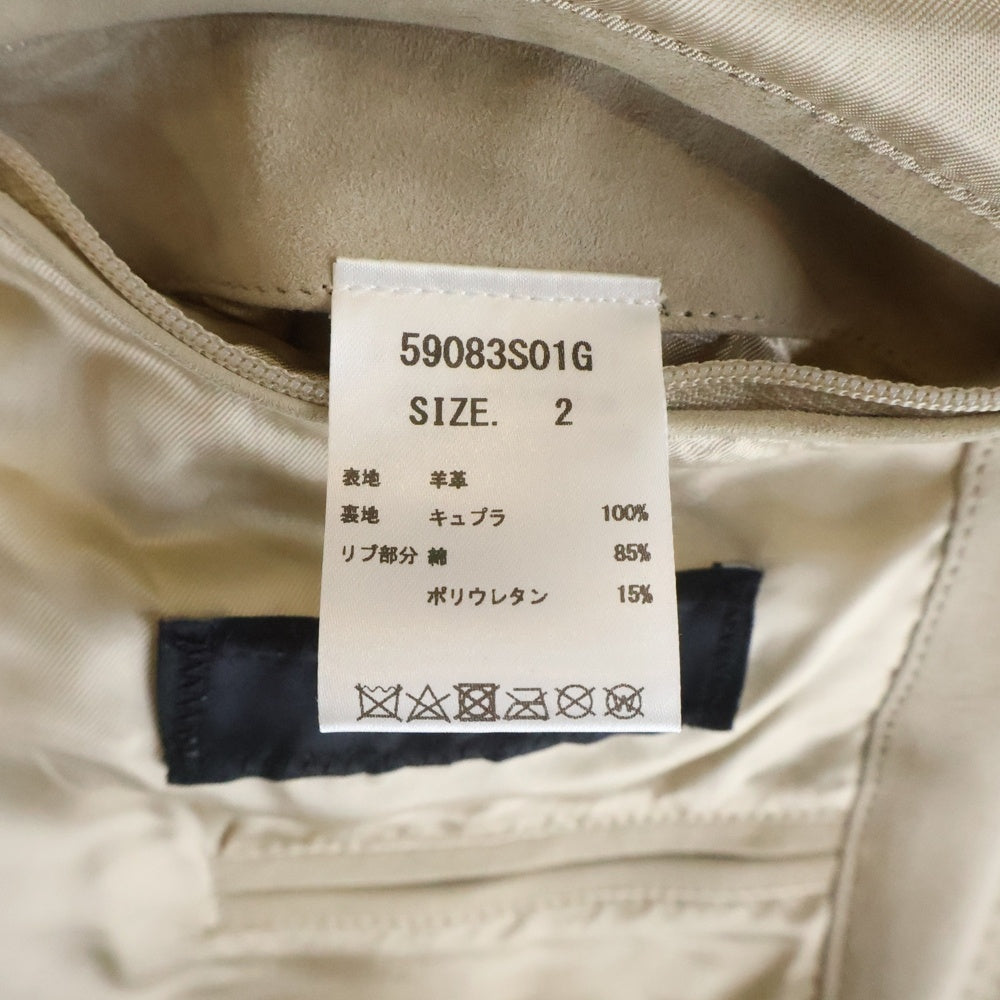 59083S01G
SIZE. 2
表地 羊革
裏地 キュプラ 100%
リブ部分 綿 85%
ポリウレタン 15%